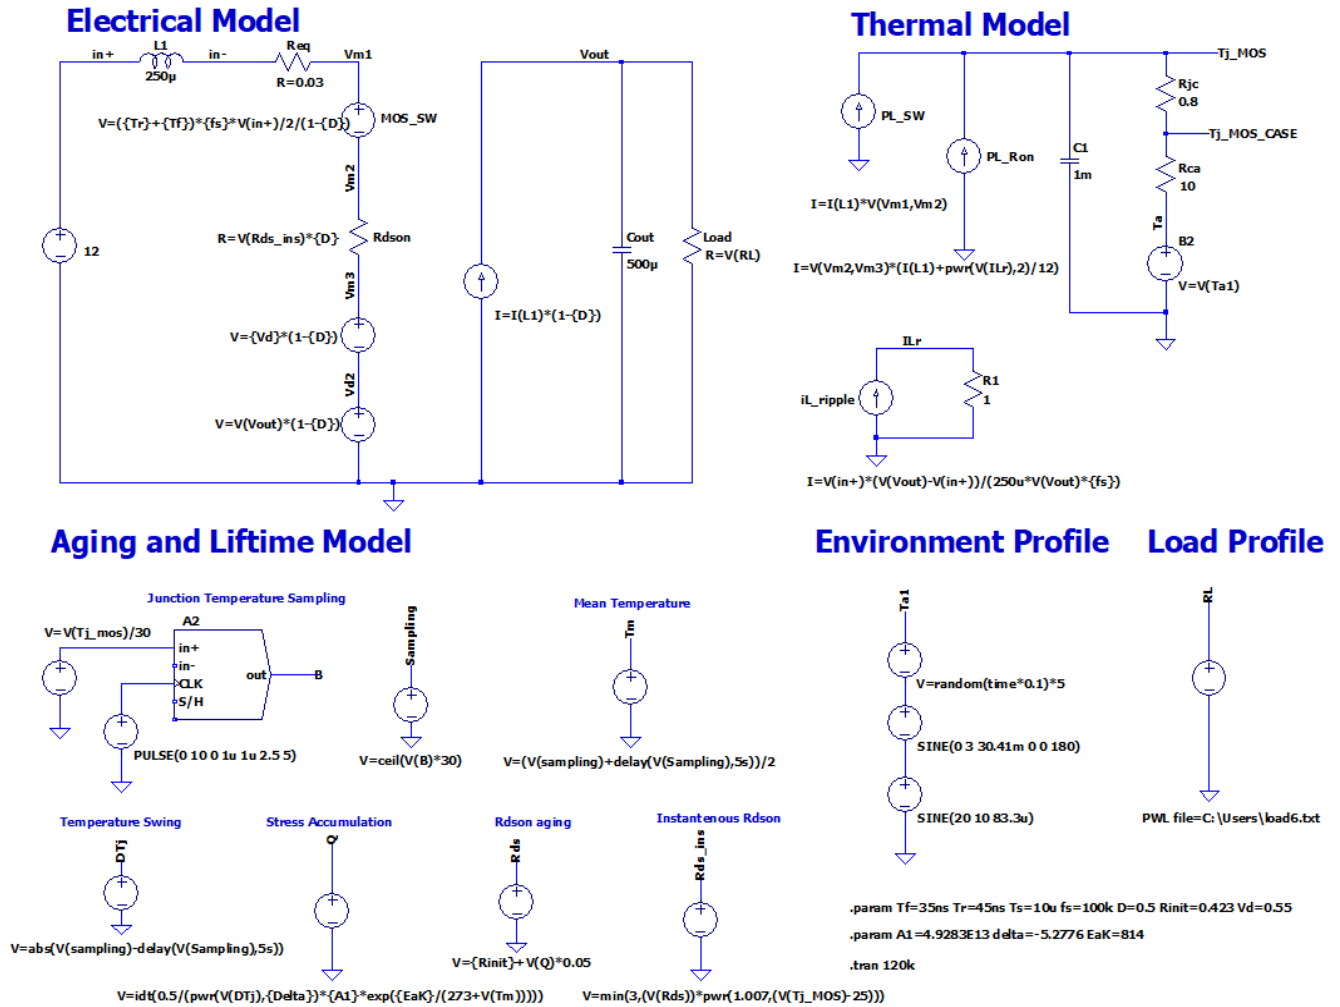 Electrical Model
Thermal Model
in+
L1
250µ
in-
Req
R=0.03
Vm1
V=({Tr}+{Tf})*{fs}*V(in+)/2/(1-{D})
MOS_SW
Vm2
R=V(Rds_ins)*{D}
Rdson
12
Vm3
V={Vd}*(1-{D})
Vd2
V=V(Vout)*(1-{D})
Vout
I=I(L1)*(1-{D})
Cout
500µ
Load
R=V(RL)
Tj_MOS
Rjc
0.8
PL_SW
PL_Ron
Tj_MOS_CASE
C1
1m
Rca
10
I=I(L1)*V(Vm1,Vm2)
Ta
B2
I=V(Vm2,Vm3)*(I(L1)+pwr(V(ILr),2)/12)
V=V(Ta1)
ILr
iL_ripple
R1
1
I=V(in+)*(V(Vout)-V(in+))/(250u*V(Vout)*{fs})
Aging and Liftime Model
Environment Profile
Load Profile
Junction Temperature Sampling
A2
V=V(Tj_mos)/30
in+
in-
CLK
S/H
out
B
PULSE(0 10 0 1u 1u 2.5 5)
Sampling
V=ceil(V(B)*30)
Mean Temperature
Tm
V=(V(sampling)+delay(V(Sampling),5s))/2
Ta1
V=random(time*0.1)*5
SINE(0 3 30.41m 0 0 180)
SINE(20 10 83.3u)
RL
PWL file=C:\Users\load6.txt
Temperature Swing
DTj
V=abs(V(sampling)-delay(V(Sampling),5s))
Stress Accumulation
Q
V=idt(0.5/(pwr(V(DTj),{Delta})*{A1}*exp({EaK}/(273+V(Tm)))))
Rdson aging
Rds
V={Rinit}+V(Q)*0.05
Instantenous Rdson
Rds_ins
V=min(3,(V(Rds))*pwr(1.007,(V(Tj_MOS)-25)))
.param Tf=35ns Tr=45ns Ts=10u fs=100k D=0.5 Rinit=0.423 Vd=0.55
.param A1=4.9283E13 delta=-5.2776 EaK=814
.tran 120k